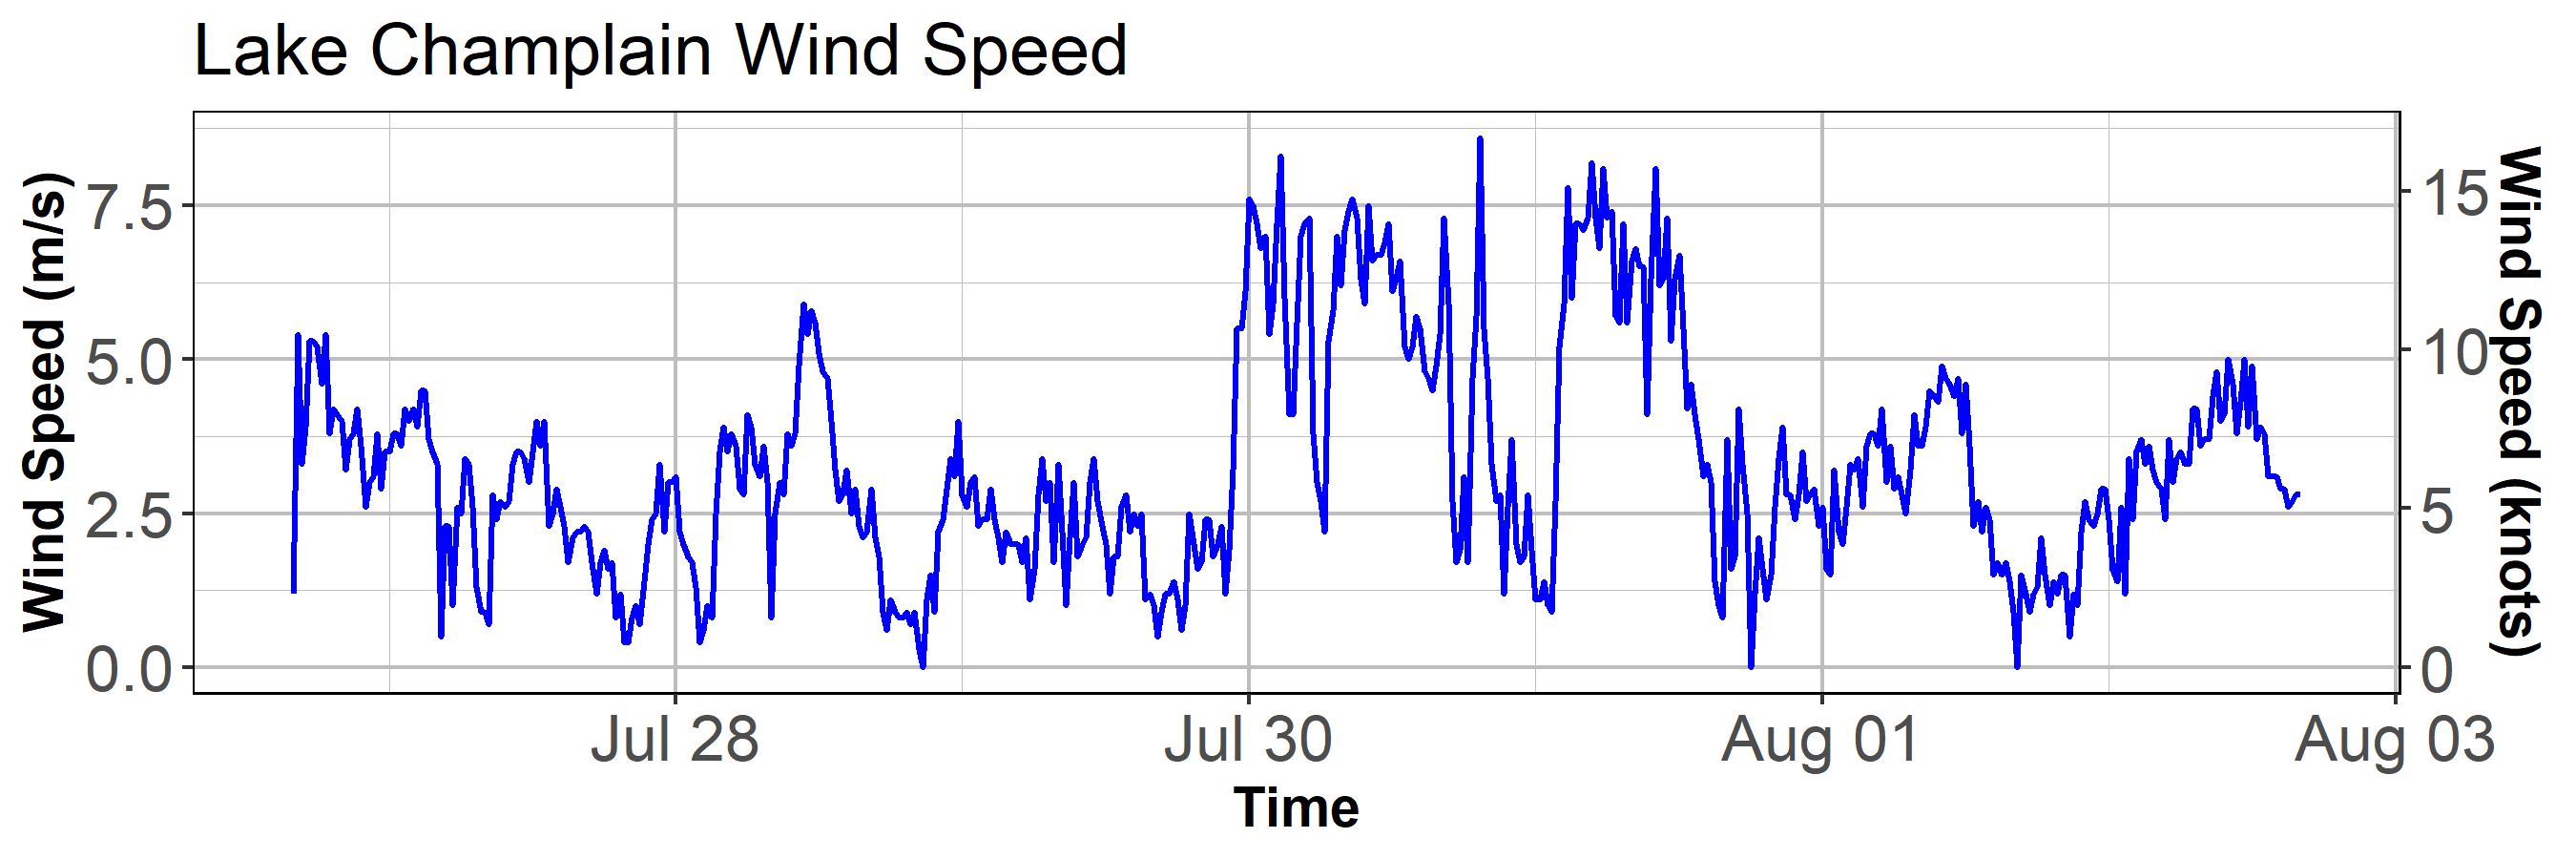 Lake Champlain Wind Speed
Wind Speed (m/s)
7.5
5.0
2.5
0.0
15
10
5
0
Wind Speed (knots)
Jul 28
Jul 30
Aug 01
Aug 03
Time